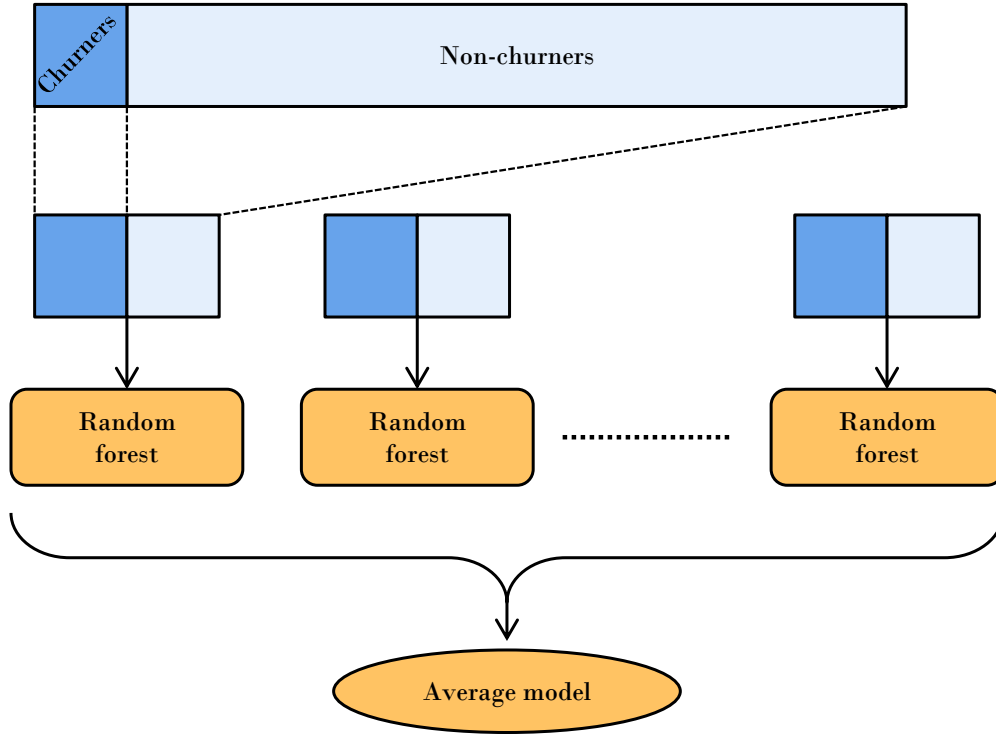 Churners
Non-churners
Random
forest
Random
forest
Random
forest
Average model